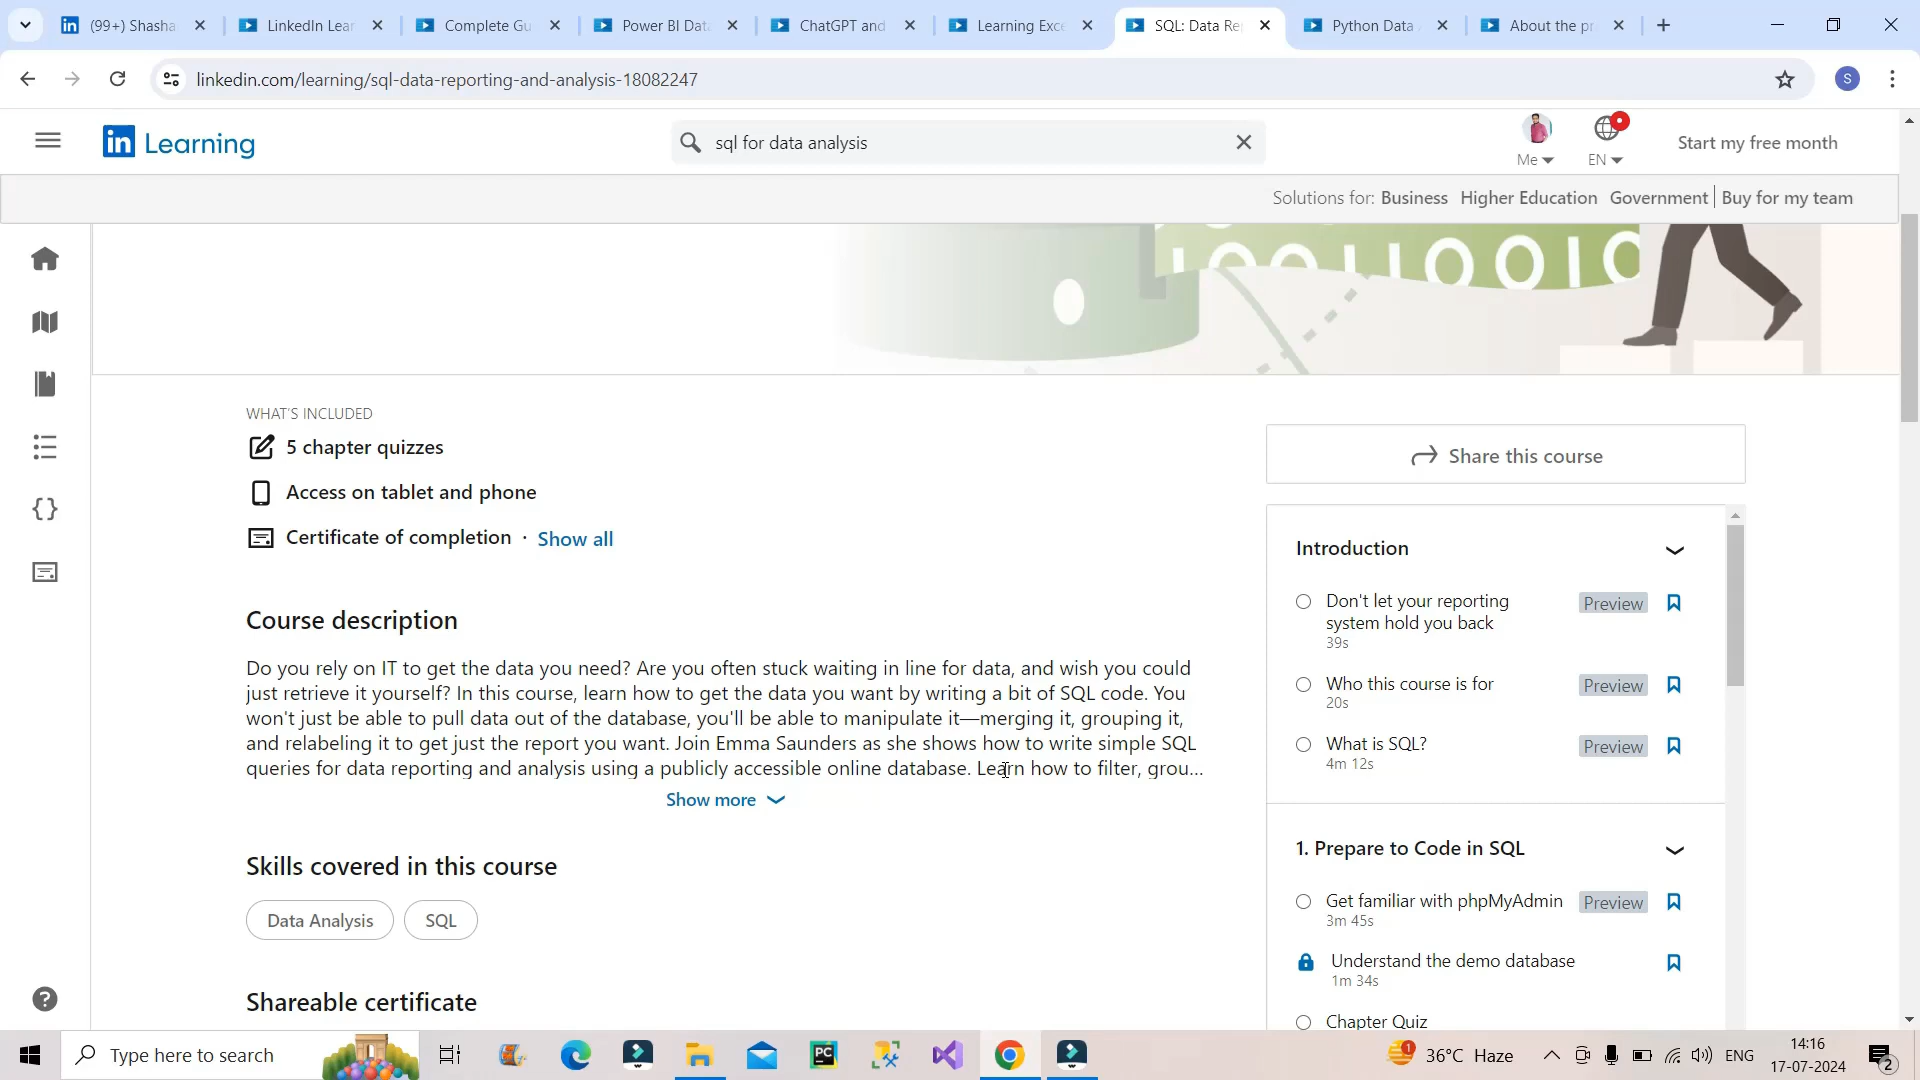 (99+) Shasha
LinkedIn Lear
Complete Gu
Power BI Data
ChatGPT and
Learning Exce
SQL: Data Re
Python Data
About the pr
linkedin.com/learning/sql-data-reporting-and-analysis-18082247
S
in Learning
sql for data analysis
Me
EN
Start my free month
Solutions for: Business Higher Education Government Buy for my team
10011001C
WHAT'S INCLUDED
5 chapter quizzes
Access on tablet and phone
Certificate of completion · Show all
Course description
Do you rely on IT to get the data you need? Are you often stuck waiting in line for data, and wish you could
just retrieve it yourself? In this course, learn how to get the data you want by writing a bit of SQL code. You
won't just be able to pull data out of the database, you'll be able to manipulate it—merging it, grouping it,
and relabeling it to get just the report you want. Join Emma Saunders as she shows how to write simple SQL
queries for data reporting and analysis using a publicly accessible online database. Learn how to filter, grou...
Show more
Skills covered in this course
Data Analysis
SQL
Shareable certificate
Share this course
Introduction
Don't let your reporting
system hold you back
39s
Preview
Who this course is for
20s
Preview
What is SQL?
4m 12s
Preview
1. Prepare to Code in SQL
Get familiar with phpMyAdmin
3m 45s
Preview
Understand the demo database
1m 34s
Chapter Quiz
Type here to search
PC
1
36°C Haze
ENG
14:16
17-07-2024
2